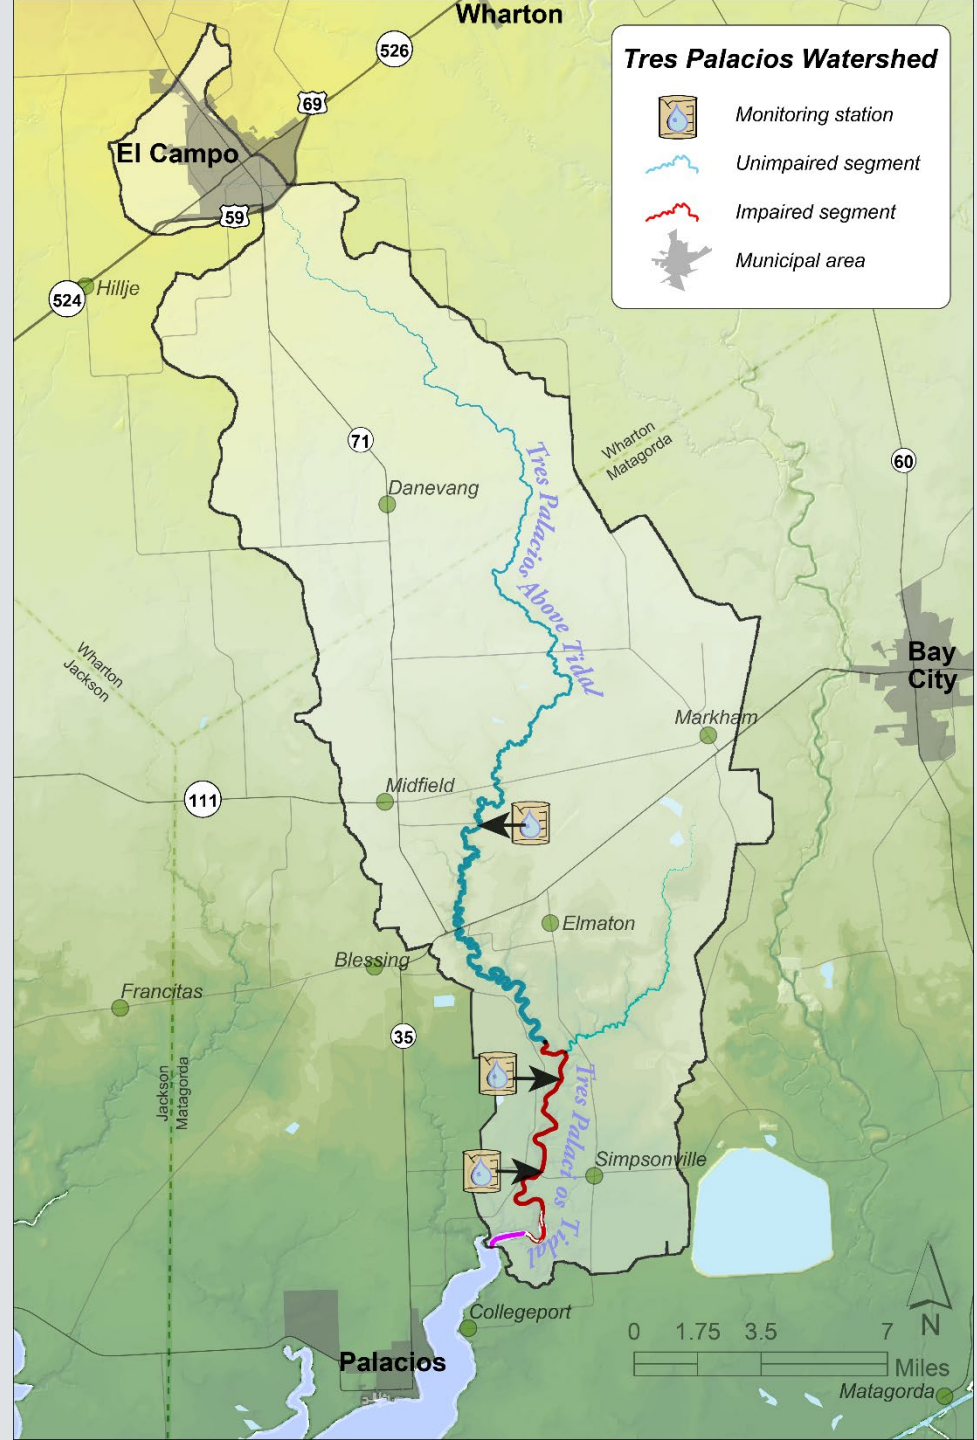 Wharton
526
Tres Palacios Watershed
Monitoring station
Unimpaired segment
Impaired segment
Municipal area
69
El Campo
59
Hillje
524
71
Wharton
Matagorda
60
Danevang
Tres Palacios Above Tidal
Wharton
Jackson
Bay
City
Markham
Midfield
111
Elmaton
Blessing
Francitas
35
Jackson
Matagorda
Tres Palaci os Tidal
Simpsonville
Collegeport
Palacios
0 1.75 3.5 7
Miles
N
Matagorda